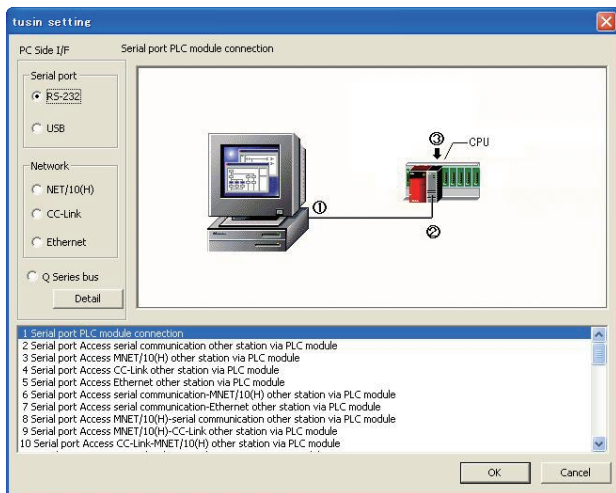 tusin setting
PC Side I/F
Serial port PLC module connection
Serial port
RS-232
USB
Network
NET/10(H)
CC-Link
Ethernet
Q Series bus
Detail
③
CPU
①
②
1 Serial port PLC module connection
2 Serial port Access serial communication other station via PLC module
3 Serial port Access MNET/10(H) other station via PLC module
4 Serial port Access CC-Link other station via PLC module
5 Serial port Access Ethernet other station via PLC module
6 Serial port Access serial communication-MNET/10(H) other station via PLC module
7 Serial port Access serial communication-Ethernet other station via PLC module
8 Serial port Access MNET/10(H)-serial communication other station via PLC module
9 Serial port Access MNET/10(H)-CC-Link other station via PLC module
10 Serial port Access CC-Link-MNET/10(H) other station via PLC module
OK
Cancel